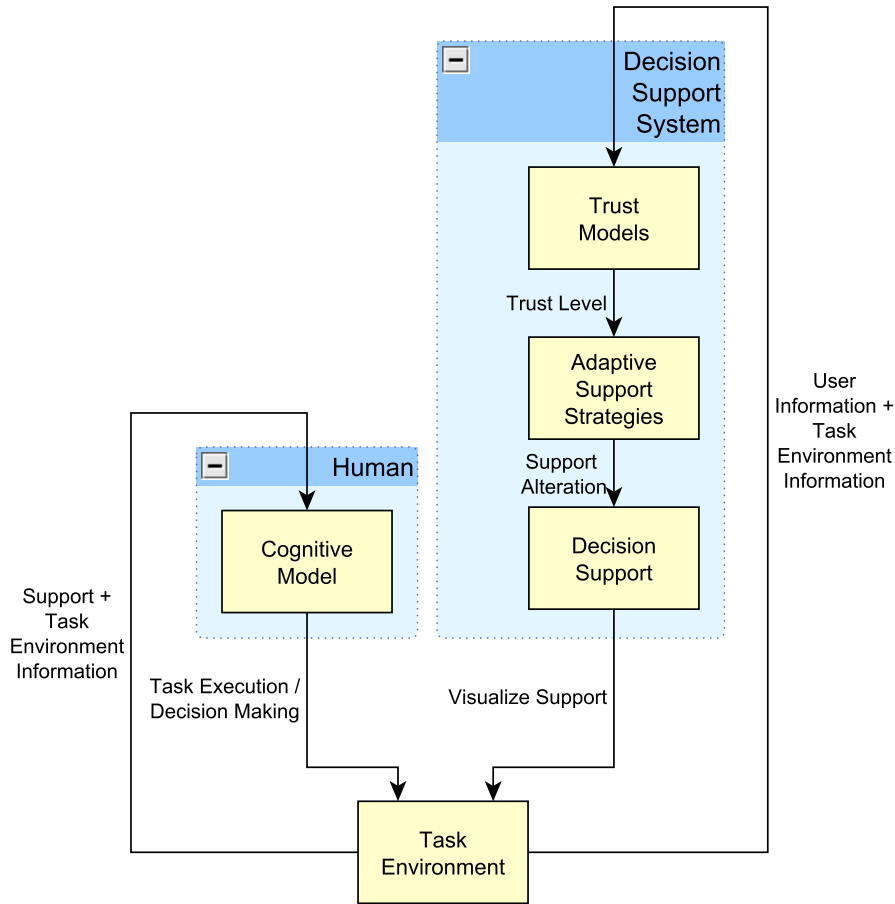 Decision
Support
System
Trust
Models
Trust Level
Adaptive
Support
Strategies
Support
Alteration
Decision
Support
User
Information +
Task
Environment
Information
Human
Cognitive
Model
Support +
Task
Environment
Information
Task Execution /
Decision Making
Visualize Support
Task
Environment